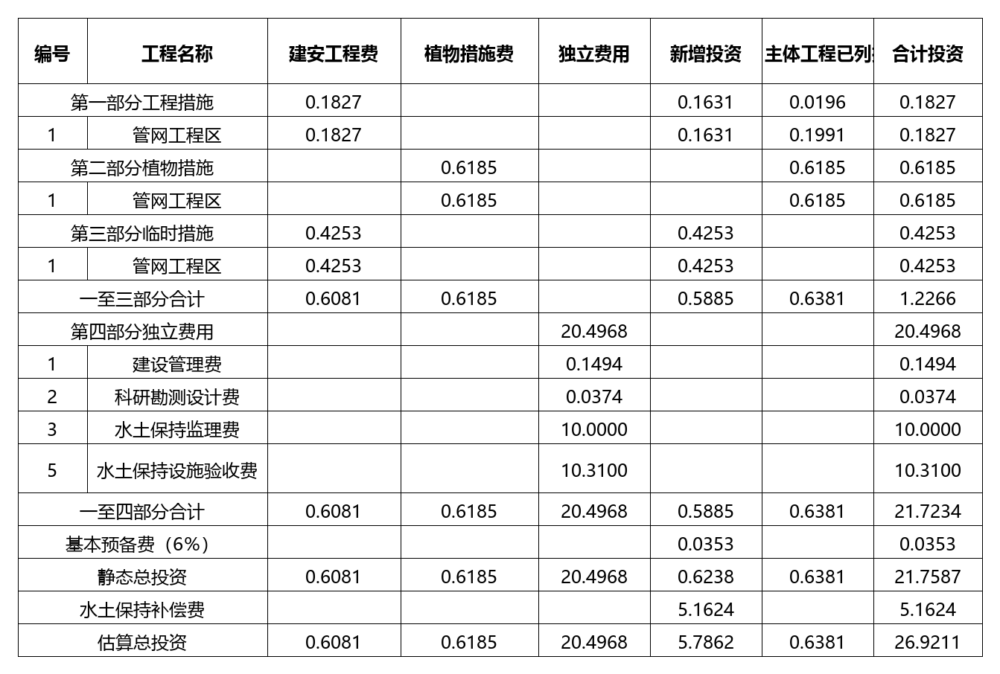 编号 工程名称 建安工程费 植物措施费 独立费用 新增投资 主体工程已列 合计投资
第一部分工程措施 0.1827 0.1631 0.0196 0.1827
1 管网工程区 0.1827 0.1631 0.1991 0.1827
第二部分植物措施 0.6185 0.6185 0.6185
1 管网工程区 0.6185 0.6185 0.6185
第三部分临时措施 0.4253 0.4253 0.4253
1 管网工程区 0.4253 0.4253 0.4253
一至三部分合计 0.6081 0.6185 0.5885 0.6381 1.2266
第四部分独立费用 20.4968 20.4968
1 建设管理费 0.1494 0.1494
2 科研勘测设计费 0.0374 0.0374
3 水土保持监理费 10.0000 10.0000
5 水土保持设施验收费 10.3100 10.3100
一至四部分合计 0.6081 0.6185 20.4968 0.5885 0.6381 21.7234
基本预备费（6%） 0.0353 0.0353
静态总投资 0.6081 0.6185 20.4968 0.6238 0.6381 21.7587
水土保持补偿费 5.1624 5.1624
估算总投资 0.6081 0.6185 20.4968 5.7862 0.6381 26.9211